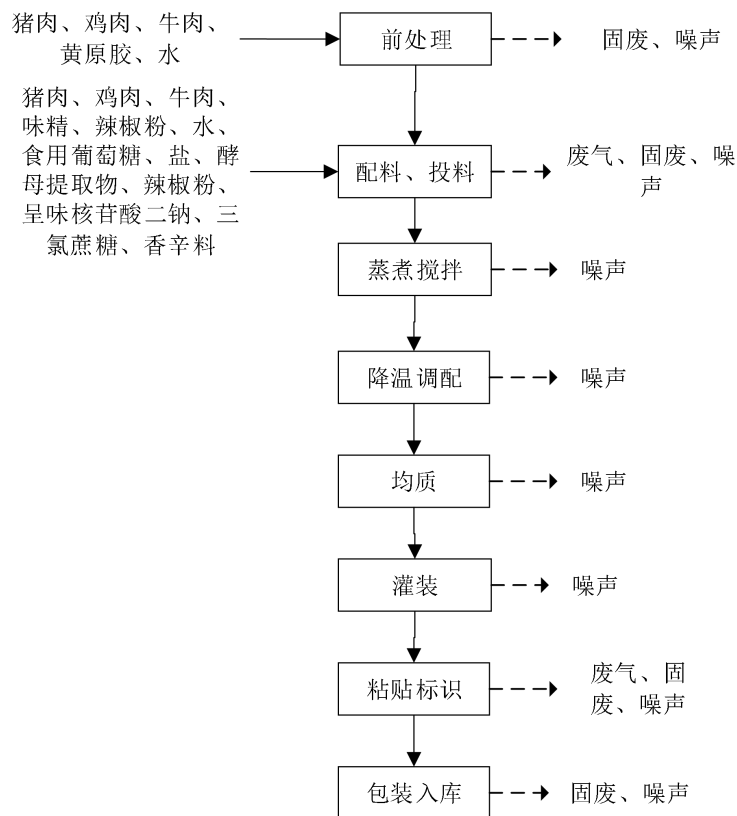 猪肉、鸡肉、牛肉、
黄原胶、水
前处理
固废、噪声
猪肉、鸡肉、牛肉、
味精、辣椒粉、水、
食用葡萄糖、盐、酵
母提取物、辣椒粉、
呈味核苷酸二钠、三
氯蔗糖、香辛料
配料、投料
废气、固废、噪
声
蒸煮搅拌
噪声
降温调配
噪声
均质
噪声
灌装
噪声
粘贴标识
废气、固
废、噪声
包装入库
固废、噪声